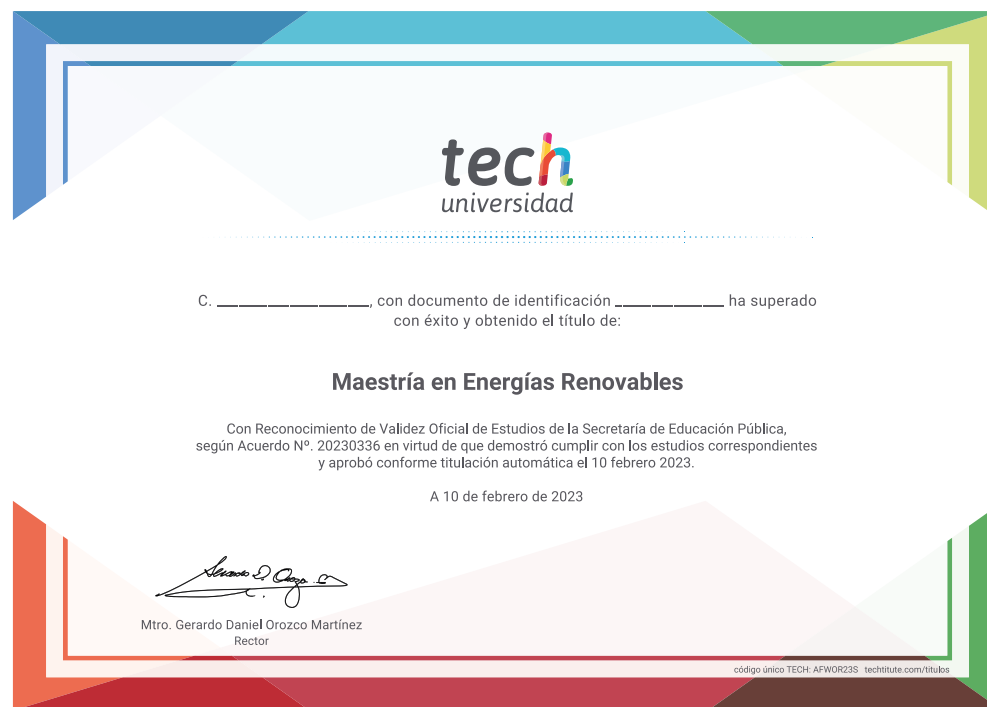 tech
universidad
C. ____________________, con documento de identificación ______________ ha superado
con éxito y obtenido el título de:
Maestría en Energías Renovables
Con Reconocimiento de Validez Oficial de Estudios de la Secretaría de Educación Pública,
según Acuerdo Nº. 20230336 en virtud de que demostró cumplir con los estudios correspondientes
y aprobó conforme titulación automática el 10 febrero 2023.
A 10 de febrero de 2023
Mtro. Gerardo Daniel Orozco Martínez
Rector
código único TECH: AFWOR23S techtitute.com/titulos